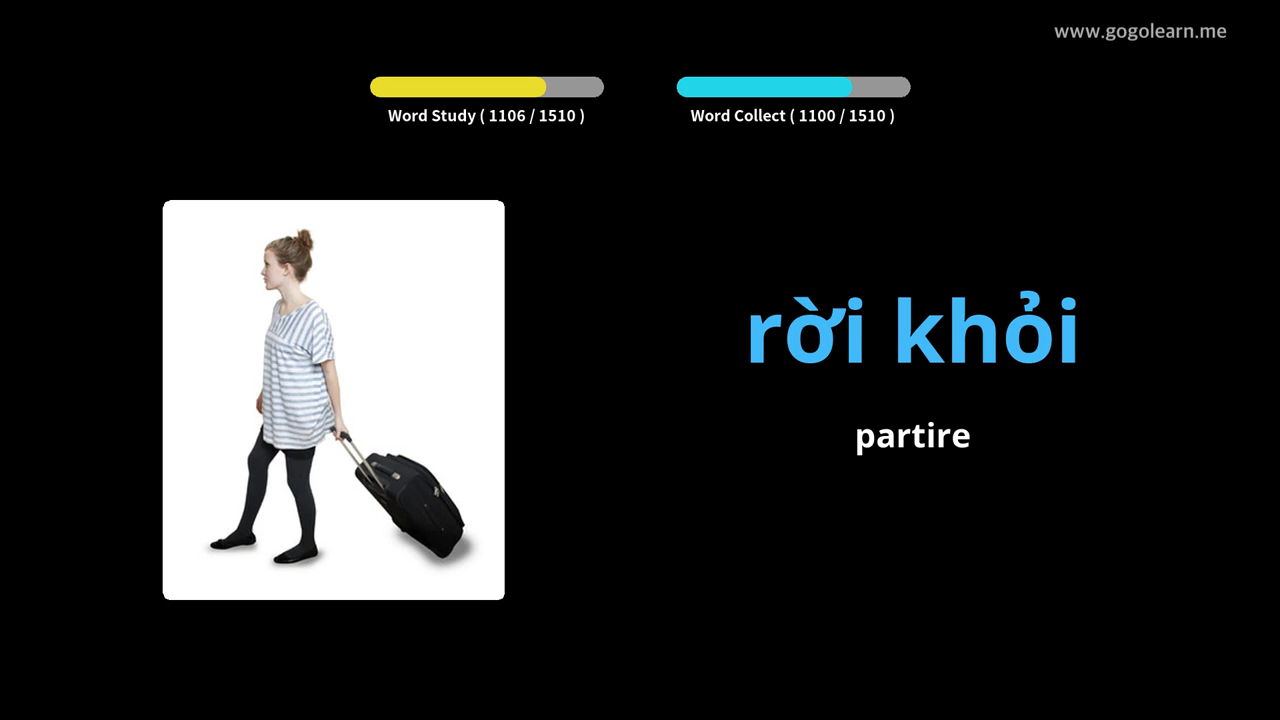 www.gogolearn.me
Word Study ( 1106 / 1510 )
Word Collect ( 1100 / 1510 )
rời khỏi
partire